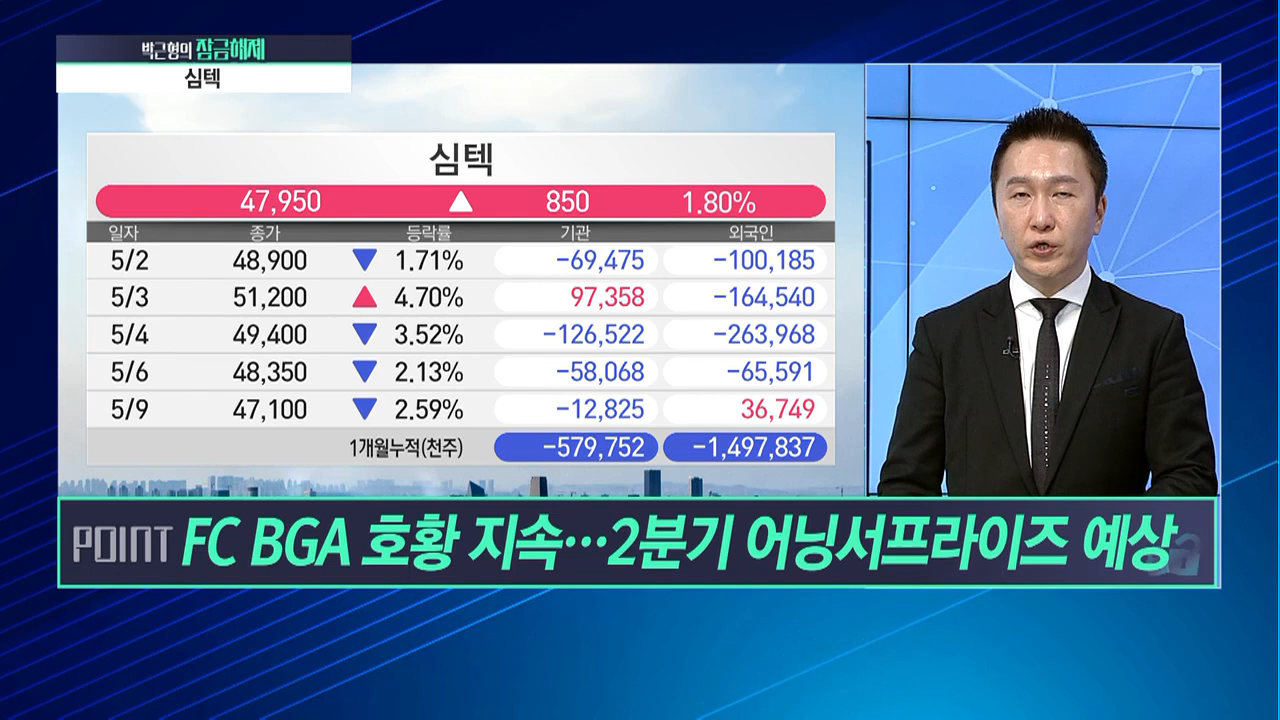 박근형의 잠금해제
심텍
심텍
47,950 ▲ 850 1.80%
일자 종가 등락률 기관 외국인
5/2 48,900 ▼ 1.71% -69,475 -100,185
5/3 51,200 ▲ 4.70% 97,358 -164,540
5/4 49,400 ▼ 3.52% -126,522 -263,968
5/6 48,350 ▼ 2.13% -58,068 -65,591
5/9 47,100 ▼ 2.59% -12,825 36,749
1개월누적(천주) -579,752 -1,497,837
POINT FC BGA 호황 지속…2분기 어닝서프라이즈 예상